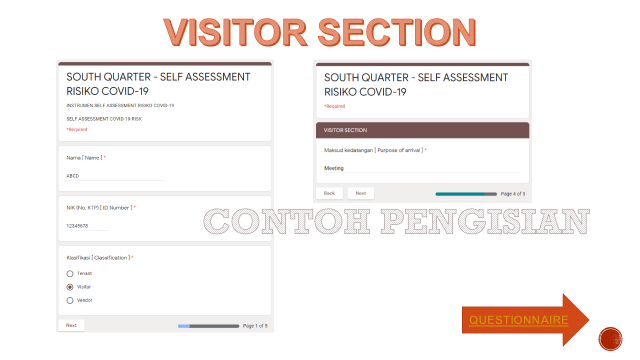 VISITOR SECTION
SOUTH QUARTER - SELF ASSESSMENT
RISIKO COVID-19
INSTRUMEN SELF ASSESSMENT RISIKO COVID-19
SELF ASSESSMENT COVID 19 RISK
*Required
Nama [ Name ] *
ABCD
NIK (No. KTP) [ ID Number ] *
12345678
Klasifikasi [ Classification ] *
Tenant
Visitor
Vendor
Next
Page 1 of 5
SOUTH QUARTER - SELF ASSESSMENT
RISIKO COVID-19
*Required
VISITOR SECTION
Maksud kedatangan [ Purpose of arrival ] *
Meeting
Back
Next
Page 4 of 5
CONTOH PENGISIAN
QUESTIONNAIRE